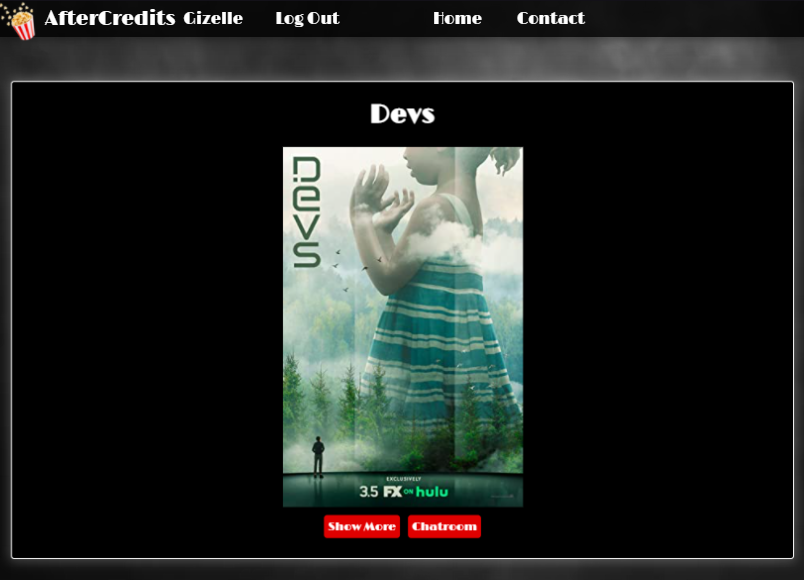 AfterCredits Gizelle Log Out Home Contact
Devs
DEVS
EXCLUSIVELY
3.5 FX ON hulu
Show More Chatroom